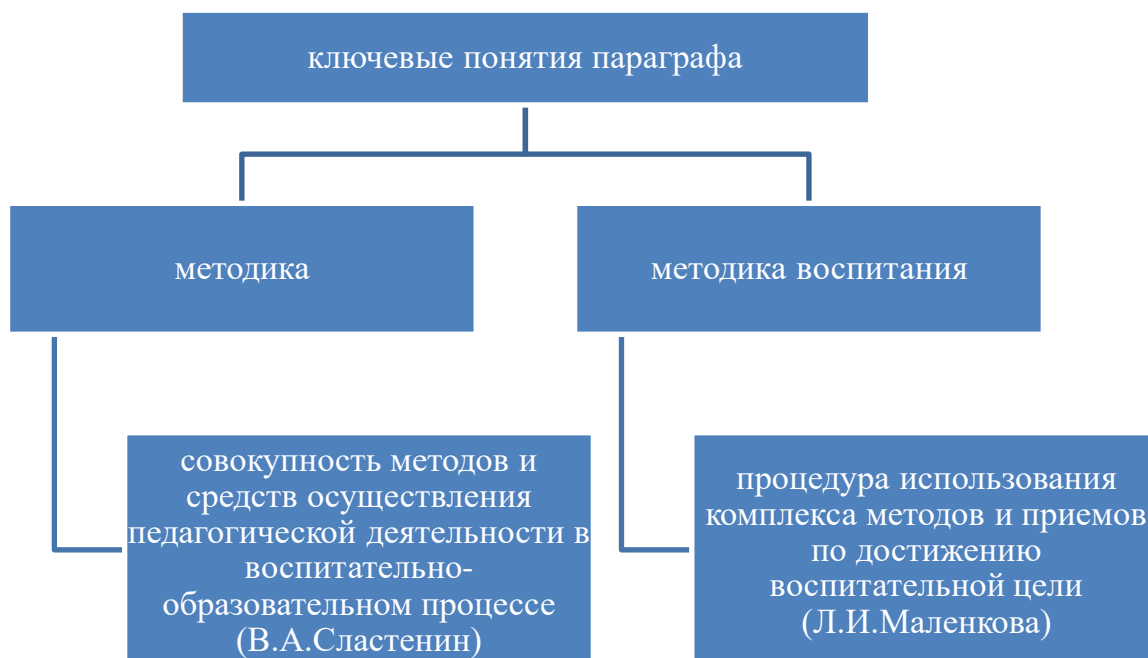 ключевые понятия параграфа
методика
методика воспитания
совокупность методов и
средств осуществления
педагогической деятельности в
воспитательно-
образовательном процессе
(В.А.Сластенин)
процедура использования
комплекса методов и приемов
по достижению
воспитательной цели
(Л.И.Маленкова)